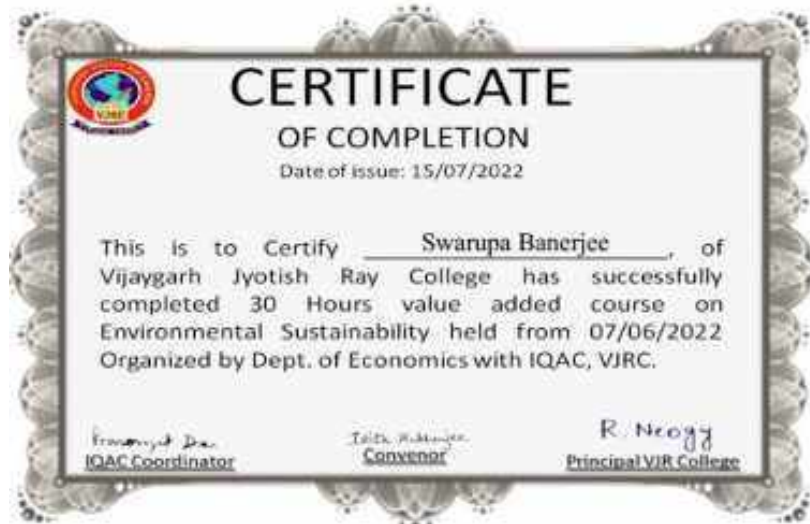 VJRC
CERTIFICATE
OF COMPLETION
Date of issue: 15/07/2022
This is to Certify Swarupa Banerjee, of
Vijaygarh Jyotish Ray College has successfully
completed 30 Hours value added course on
Environmental Sustainability held from 07/06/2022
Organized by Dept. of Economics with IQAC, VJRC.
R. Neogy
IQAC Coordinator
Convenor
Principal VJR College